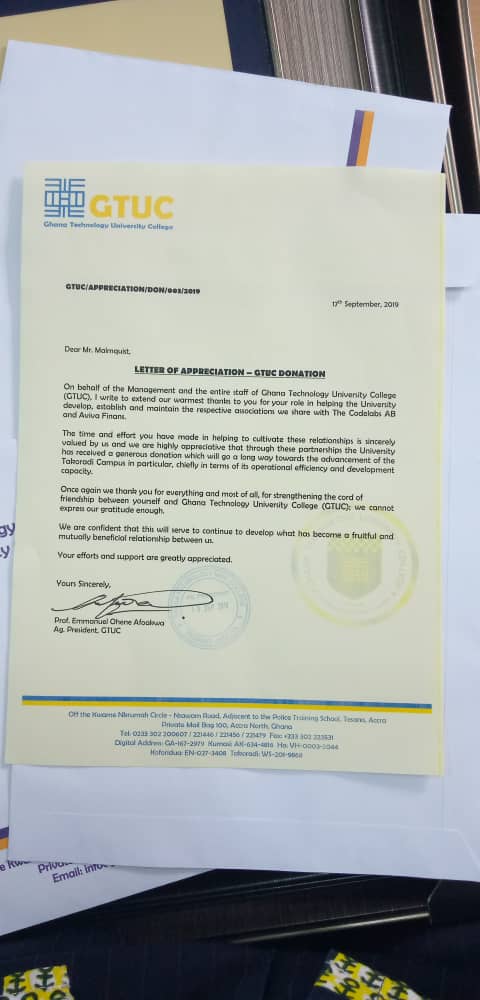 GTUC
Ghana Technology University College
GTUC/APPRECIATION/DON/003/2019
17th September, 2019
Dear Mr. Malmquist,
LETTER OF APPRECIATION – GTUC DONATION
On behalf of the Management and the entire staff of Ghana Technology University College
(GTUC), I write to extend our warmest thanks to you for your role in helping the University
develop, establish and maintain the respective associations we share with The Codelabs AB
and Aviva Finans.
The time and effort you have made in helping to cultivate these relationships is sincerely
valued by us and we are highly appreciative that through these partnerships the University
has received a generous donation which will go a long way towards the advancement of the
Takoradi Campus in particular, chiefly in terms of its operational efficiency and development
capacity.
Once again we thank you for everything and most of all, for strengthening the cord of
friendship between yourself and Ghana Technology University College (GTUC); we cannot
express our gratitude enough.
We are confident that this will serve to continue to develop what has become a fruitful and
mutually beneficial relationship between us.
Your efforts and support are greatly appreciated.
Yours Sincerely,
Prof. Emmanuel Ohene Afoakwa
Ag. President, GTUC
Off the Kwame Nkrumah Circle - Nsawam Road, Adjacent to the Police Training School, Tesano, Accra
Private Mail Bag 100, Accra North, Ghana
Tel: 0233 302 200607 / 221446 / 221456 / 221479 Fax: +233 302 223531
Digital Address: GA-167-2979 Kumasi: AK-634-4816 Ho: VH-0003-5044
Koforidua: EN-027-3408 Takoradi: WS-201-9868
Email: